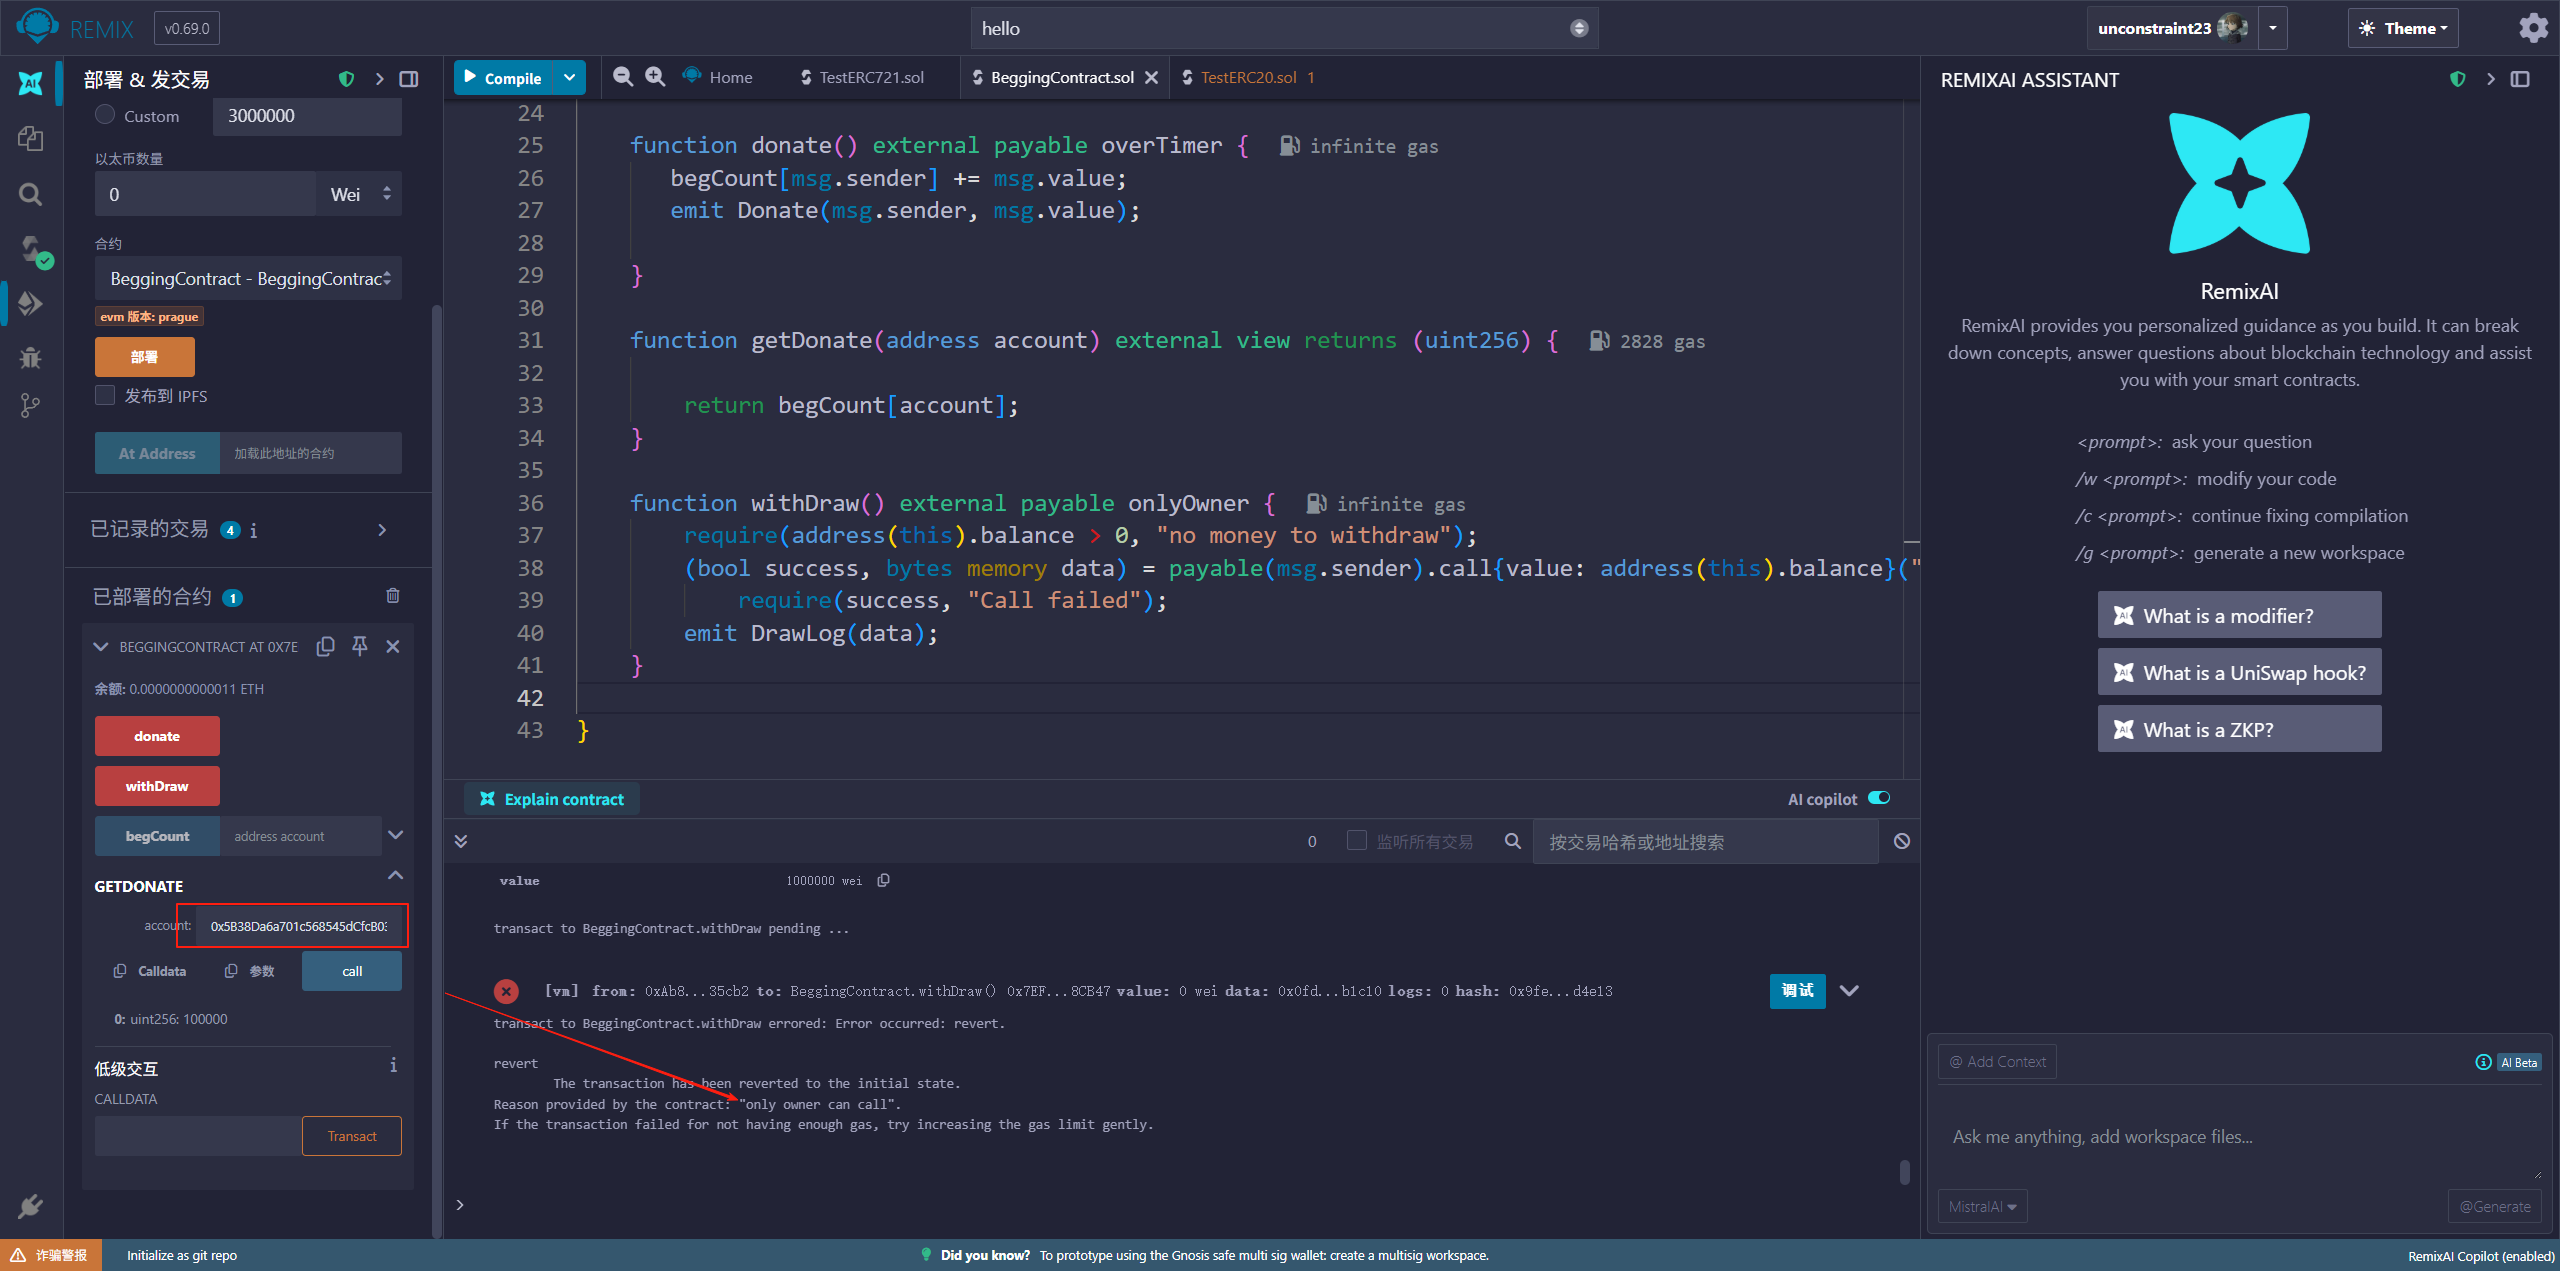 REMIX
v0.69.0
hello
unconstraint23
Theme
部署 & 发交易
Custom
3000000
以太币数量
0
Wei
合约
BeggingContract - BeggingContrac
evm 版本: prague
部署
发布到 IPFS
At Address
加载此地址的合约
已记录的交易 4 i
已部署的合约 1
BEGGINGCONTRACT AT 0X7E
余额: 0.0000000000011 ETH
donate
withDraw
begCount
address account
GETDONATE
account:
0x5B38Da6a701c568545dCfcB03
Calldata
参数
call
0: uint256: 100000
低级交互
i
CALLDATA
Transact
Compile
Home
TestERC721.sol
BeggingContract.sol
TestERC20.sol 1
24
25 function donate() external payable overTimer { infinite gas
26 begCount[msg.sender] += msg.value;
27 emit Donate(msg.sender, msg.value);
28
29 }
30
31 function getDonate(address account) external view returns (uint256) { 2828 gas
32
33 return begCount[account];
34 }
35
36 function withDraw() external payable onlyOwner { infinite gas
37 require(address(this).balance > 0, "no money to withdraw");
38 (bool success, bytes memory data) = payable(msg.sender).call{value: address(this).balance}("
39 require(success, "Call failed");
40 emit DrawLog(data);
41 }
42
43 }
Explain contract
AI copilot
0
监听所有交易
按交易哈希或地址搜索
value 1000000 wei
transact to BeggingContract.withDraw pending ...
[vm] from: 0xAb8...35cb2 to: BeggingContract.withDraw() 0x7EF...8CB47 value: 0 wei data: 0x0fd...b1c10 logs: 0 hash: 0x9fe...d4e13
调试
transact to BeggingContract.withDraw errored: Error occurred: revert.
revert
The transaction has been reverted to the initial state.
Reason provided by the contract: "only owner can call".
If the transaction failed for not having enough gas, try increasing the gas limit gently.
>
REMIXAI ASSISTANT
RemixAI
RemixAI provides you personalized guidance as you build. It can break
down concepts, answer questions about blockchain technology and assist
you with your smart contracts.
<prompt>: ask your question
/w <prompt>: modify your code
/c <prompt>: continue fixing compilation
/g <prompt>: generate a new workspace
What is a modifier?
What is a UniSwap hook?
What is a ZKP?
@ Add Context
AI Beta
Ask me anything, add workspace files...
MistralAI
@Generate
诈骗警报
Initialize as git repo
Did you know? To prototype using the Gnosis safe multi sig wallet: create a multisig workspace.
RemixAI Copilot (enabled)